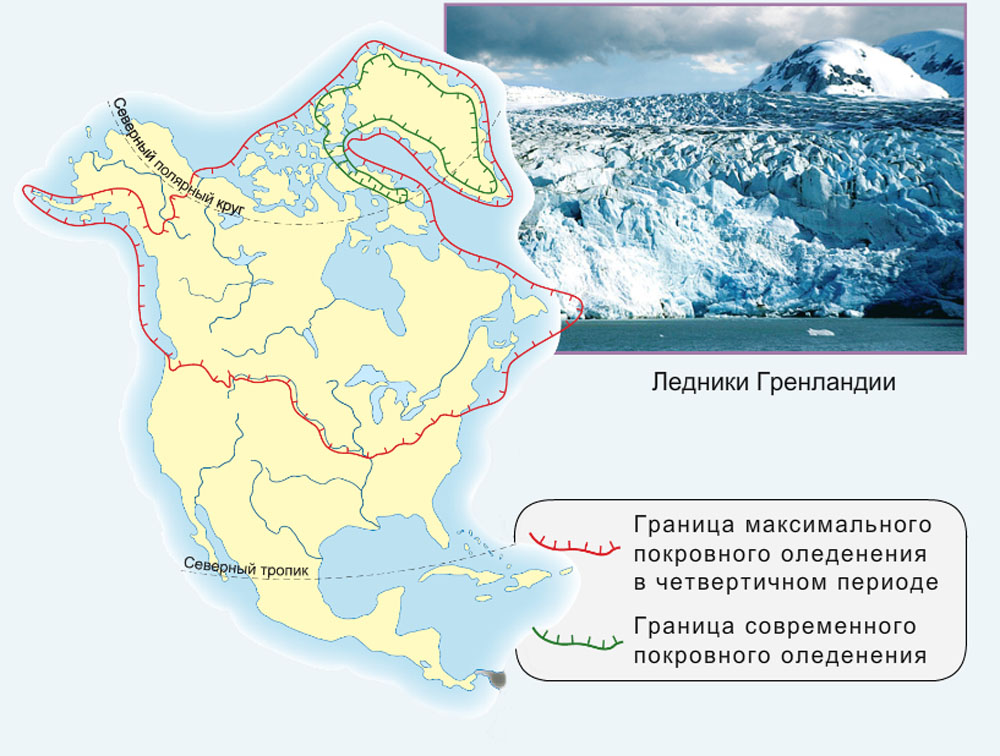 Северный полярный круг
Ледники Гренландии
Граница максимального
покровного оледенения
в четвертичном периоде
Северный тропик
Граница современного
покровного оледенения